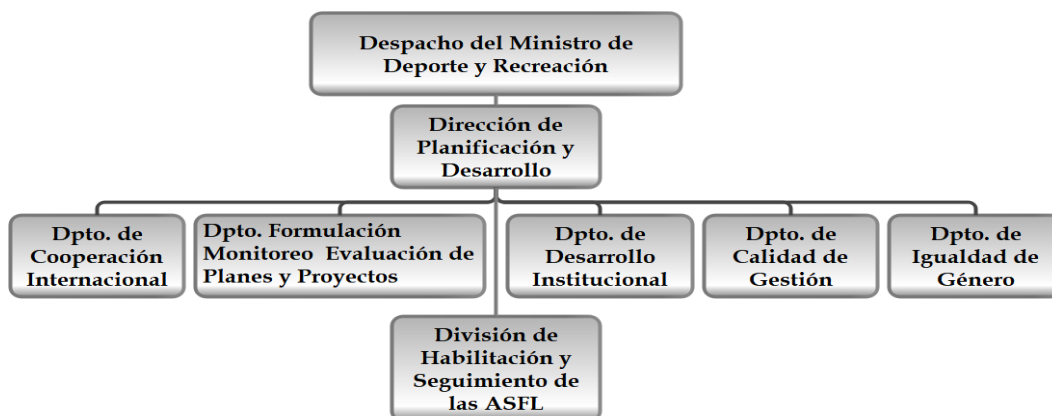 Despacho del Ministro de
Deporte y Recreación
Dirección de
Planificación y
Desarrollo
Dpto. de
Cooperación
Internacional
Dpto. Formulación
Monitoreo Evaluación de
Planes y Proyectos
Dpto. de
Desarrollo
Institucional
Dpto. de
Calidad de
Gestión
Dpto. de
Igualdad de
Género
División de
Habilitación y
Seguimiento de
las ASFL